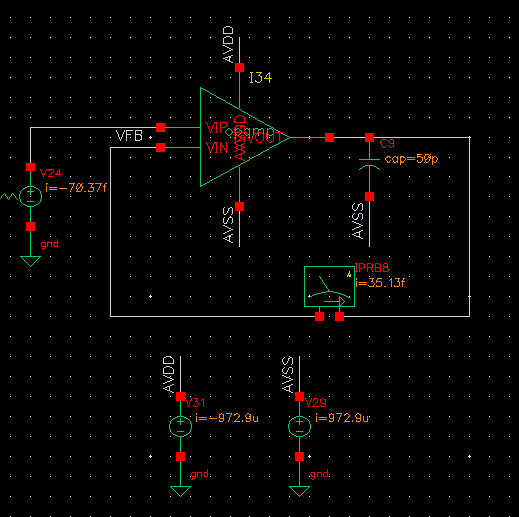 AVDD
I34
VFB
VIP
VIN
VOUT
C9
cap=50p
V24
i=-70.37f
gnd
AVSS
AVSS
IPRB8
i=35.13f
AVDD
AVSS
V31
i=-972.9u
V29
i=972.9u
gnd
gnd